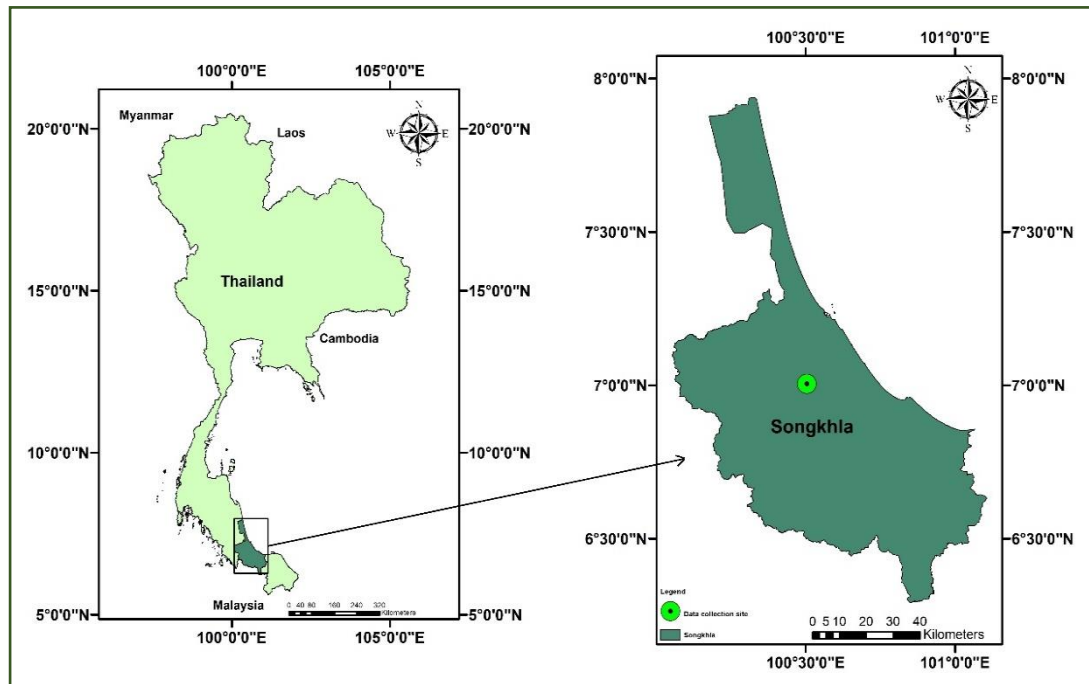 100°0'0"E 105°0'0"E
N
W E
S
20°0'0"N 20°0'0"N
Myanmar
Laos
Thailand
15°0'0"N 15°0'0"N
Cambodia
10°0'0"N 10°0'0"N
Malaysia
0 40 80 160 240 320
Kilometers
5°0'0"N 5°0'0"N
100°0'0"E 105°0'0"E
100°30'0"E 101°0'0"E
8°0'0"N 8°0'0"N
N
W E
S
7°30'0"N 7°30'0"N
7°0'0"N 7°0'0"N
Songkhla
6°30'0"N 6°30'0"N
Legend
Data collection site
Songkhla
0 5 10 20 30 40
Kilometers
100°30'0"E 101°0'0"E